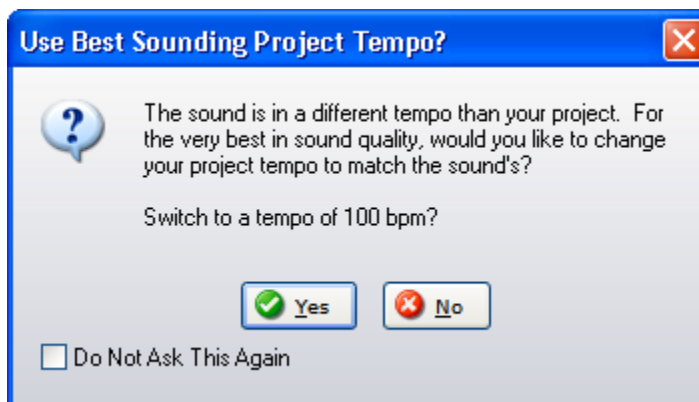 Use Best Sounding Project Tempo?
The sound is in a different tempo than your project.  For
the very best in sound quality, would you like to change
your project tempo to match the sound's?
Switch to a tempo of 100 bpm?
Yes No
Do Not Ask This Again